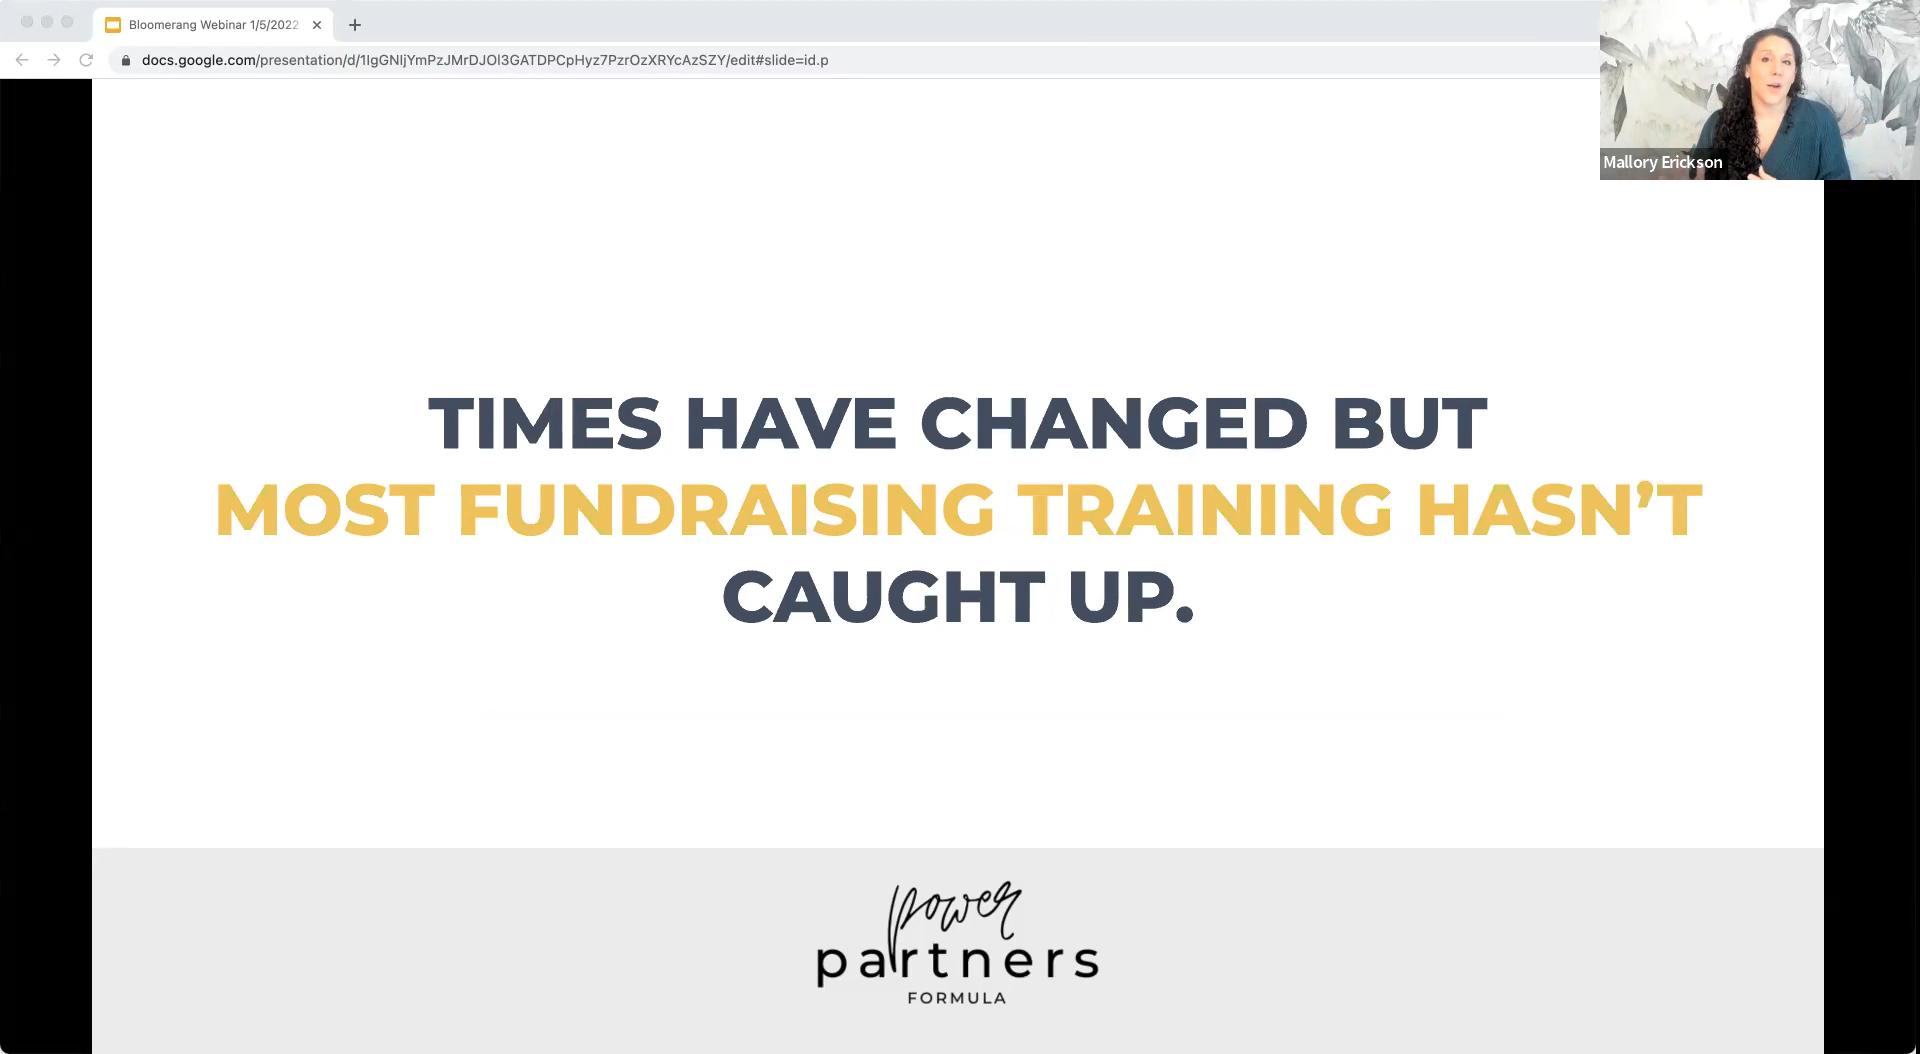 Bloomerang Webinar 1/5/2022
docs.google.com/presentation/d/1IgGNljYmPzJMrDJOl3GATDPCpHyz7PzrOzXRYcAzSZY/edit#slide=id.p
Mallory Erickson
TIMES HAVE CHANGED BUT
MOST FUNDRAISING TRAINING HASN’T
CAUGHT UP.
power
partners
FORMULA